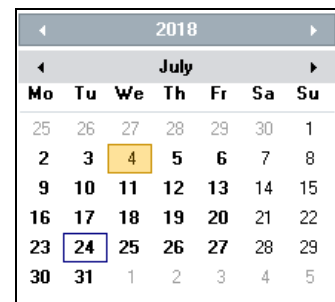 2018
July
Mo Tu We Th Fr Sa Su
25 26 27 28 29 30 1
2 3 4 5 6 7 8
9 10 11 12 13 14 15
16 17 18 19 20 21 22
23 24 25 26 27 28 29
30 31 1 2 3 4 5